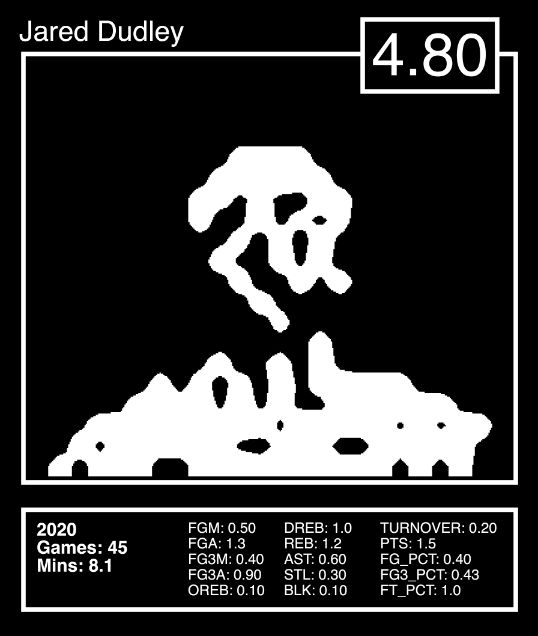 Jared Dudley
4.80
2020
Games: 45
Mins: 8.1
FGM: 0.50
FGA: 1.3
FG3M: 0.40
FG3A: 0.90
OREB: 0.10
DREB: 1.0
REB: 1.2
AST: 0.60
STL: 0.30
BLK: 0.10
TURNOVER: 0.20
PTS: 1.5
FG_PCT: 0.40
FG3_PCT: 0.43
FT_PCT: 1.0